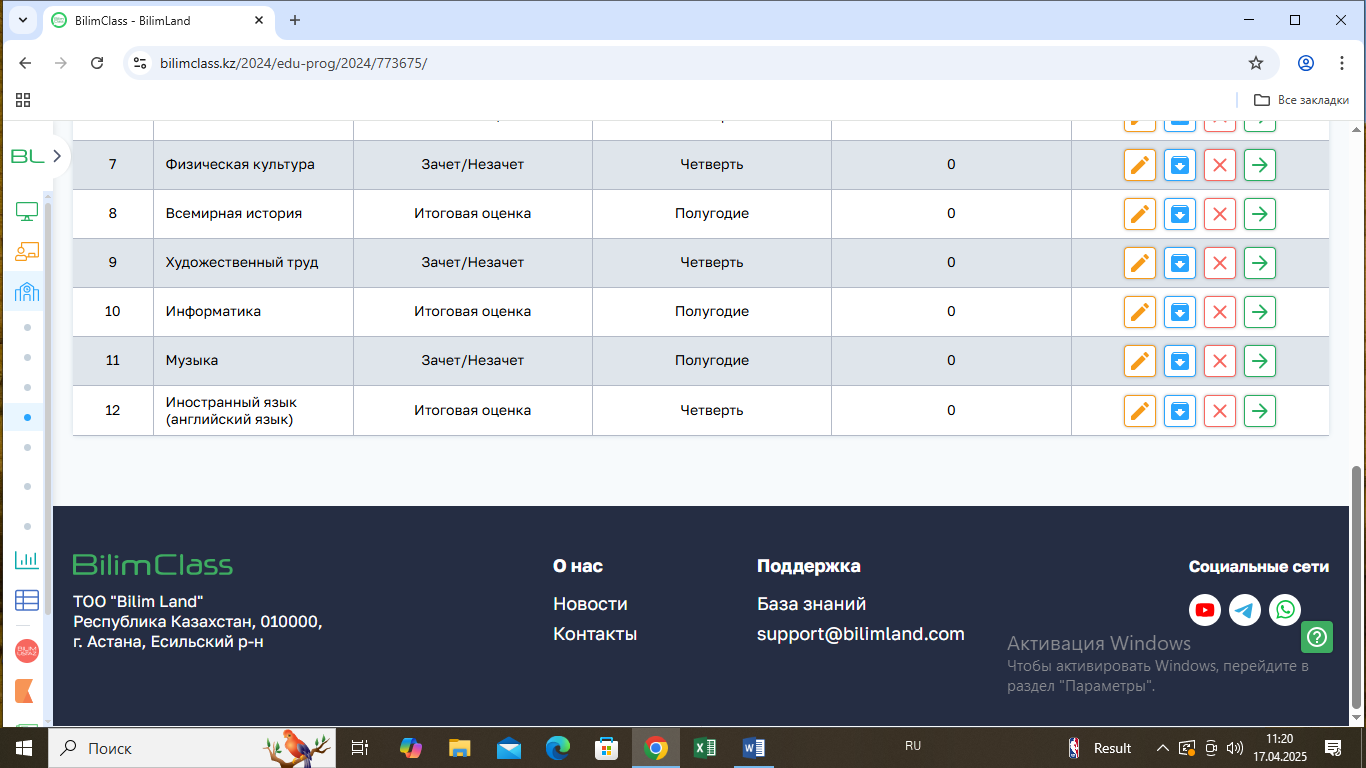 BilimClass - BilimLand
bilimclass.kz/2024/edu-prog/2024/773675/
Все закладки
BL
7 Физическая культура Зачет/Незачет Четверть 0
8 Всемирная история Итоговая оценка Полугодие 0
9 Художественный труд Зачет/Незачет Четверть 0
10 Информатика Итоговая оценка Полугодие 0
11 Музыка Зачет/Незачет Полугодие 0
12 Иностранный язык (английский язык) Итоговая оценка Четверть 0
BilimClass
ТОО "Bilim Land"
Республика Казахстан, 010000,
г. Астана, Есильский р-н
О нас
Новости
Контакты
Поддержка
База знаний
support@bilimland.com
Социальные сети
Активация Windows
Чтобы активировать Windows, перейдите в
раздел "Параметры".
Поиск
RU
Result
11:20
17.04.2025